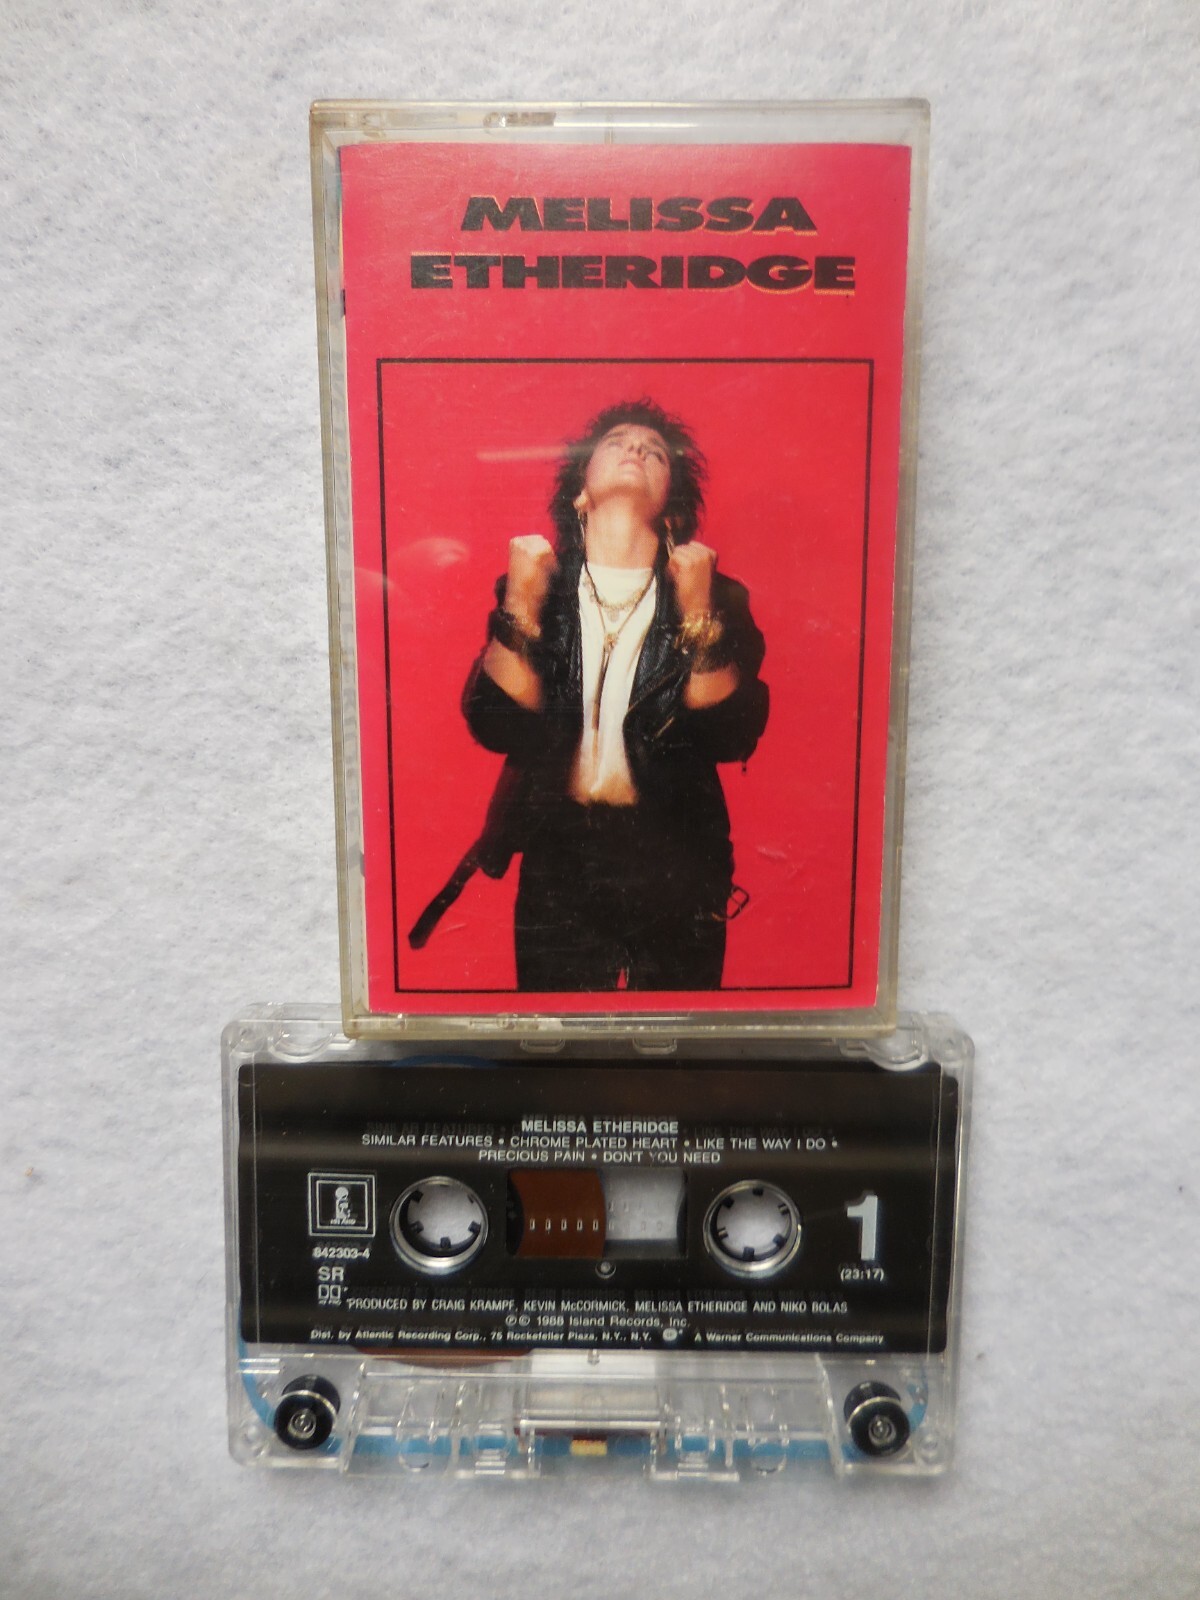 MELISSA
ETHERIDGE
MELISSA ETHERIDGE
SIMILAR FEATURES • CHROME PLATED HEART • LIKE THE WAY I DO •
PRECIOUS PAIN • DON'T YOU NEED
ISLAND
842303-4
SR
1
(23:17)
PRODUCED BY CRAIG KRAMPF, KEVIN McCORMICK, MELISSA ETHERIDGE AND NIKO BOLAS
℗© 1988 Island Records, Inc.
Dist. by Atlantic Recording Corp., 75 Rockefeller Plaza, N.Y., N.Y. A Warner Communications Company